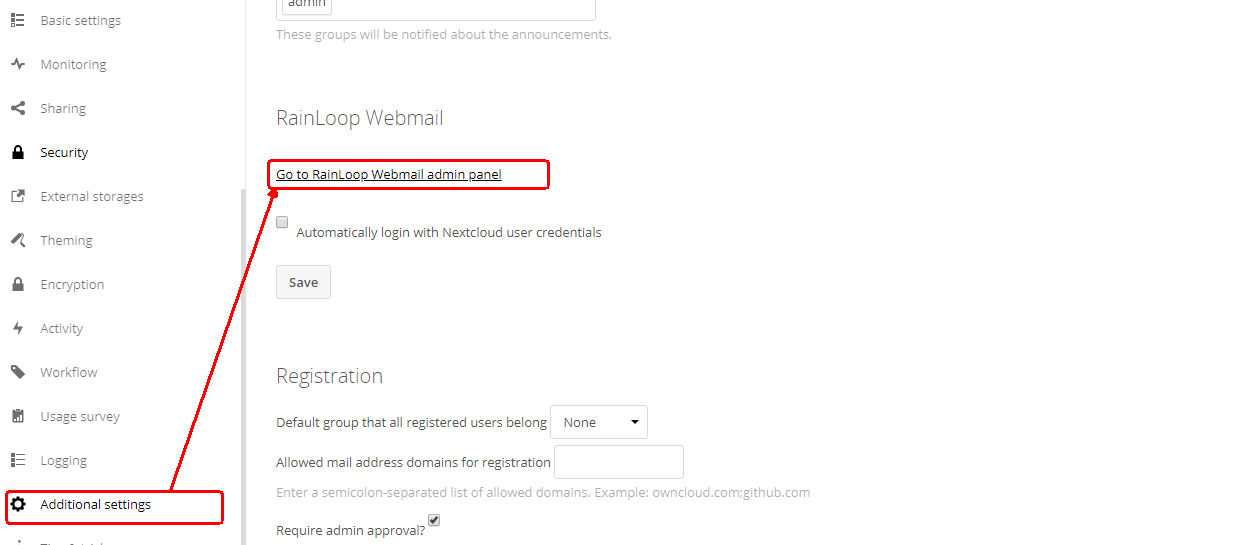 Basic settings
Monitoring
Sharing
Security
External storages
Theming
Encryption
Activity
Workflow
Usage survey
Logging
Additional settings
admin
These groups will be notified about the announcements.
RainLoop Webmail
Go to RainLoop Webmail admin panel
Automatically login with Nextcloud user credentials
Save
Registration
Default group that all registered users belong None
Allowed mail address domains for registration
Enter a semicolon-separated list of allowed domains. Example: owncloud.com;github.com
Require admin approval?